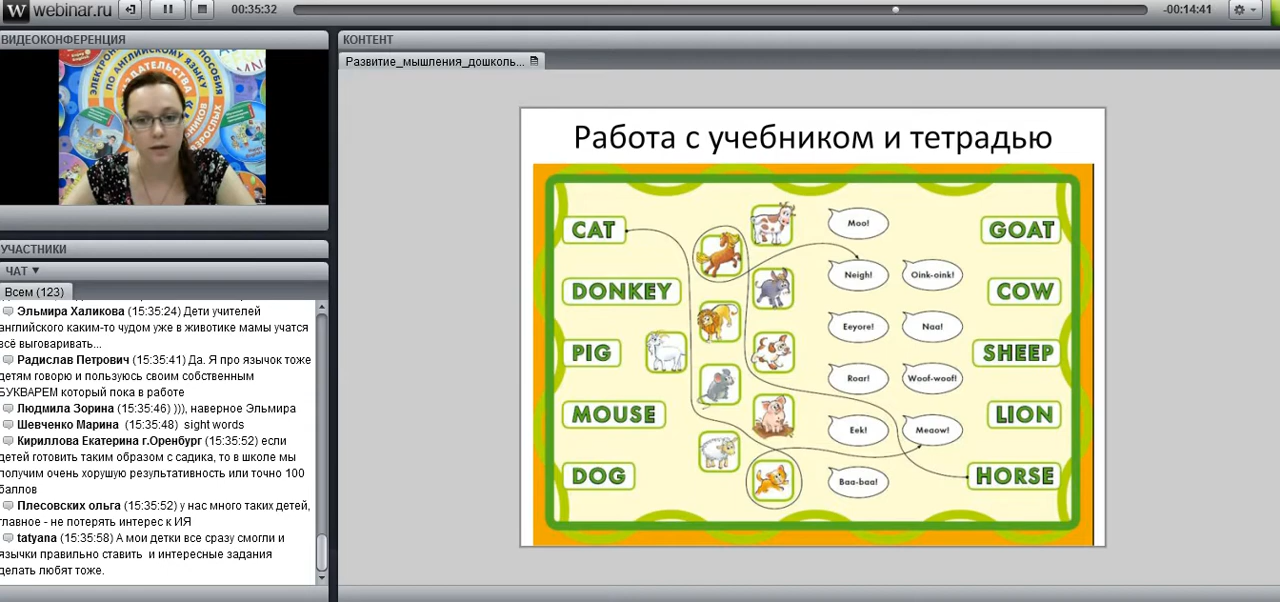 webinar.ru
00:35:32
-00:14:41
ВИДЕОКОНФЕРЕНЦИЯ
ЭЛЕКТРОННЫЕ
ПОСОБИЯ
ПО АНГЛИЙСКОМУ ЯЗЫКУ
ИЗДАТЕЛЬСТВА
УЧАСТНИКИ
ЧАТ ▼
Всем (123)
Эльмира Халикова (15:35:24) Дети учителей
английского каким-то чудом уже в животике мамы учатся
всё выговаривать...
Радислав Петрович (15:35:41) Да. Я про язычок тоже
детям говорю и пользуюсь своим собственным
БУКВАРЕМ который пока в работе
Людмила Зорина (15:35:46) ))), наверное Эльмира
Шевченко Марина (15:35:48) sight words
Кириллова Екатерина г.Оренбург (15:35:52) если
детей готовить таким образом с садика, то в школе мы
получим очень хорушую результативность или точно 100
баллов
Плесовских ольга (15:35:52) у нас много таких детей,
главное - не потерять интерес к ИЯ
tatyana (15:35:58) А мои детки все сразу смогли и
язычки правильно ставить и интересные задания
делать любят тоже.
КОНТЕНТ
Развитие_мышления_дошколь...
Работа с учебником и тетрадью
CAT
DONKEY
PIG
MOUSE
DOG
Moo!
Neigh! Oink-oink!
Eeyore! Naa!
Roar! Woof-woof!
Eek! Meaow!
Baa-baa!
GOAT
COW
SHEEP
LION
HORSE